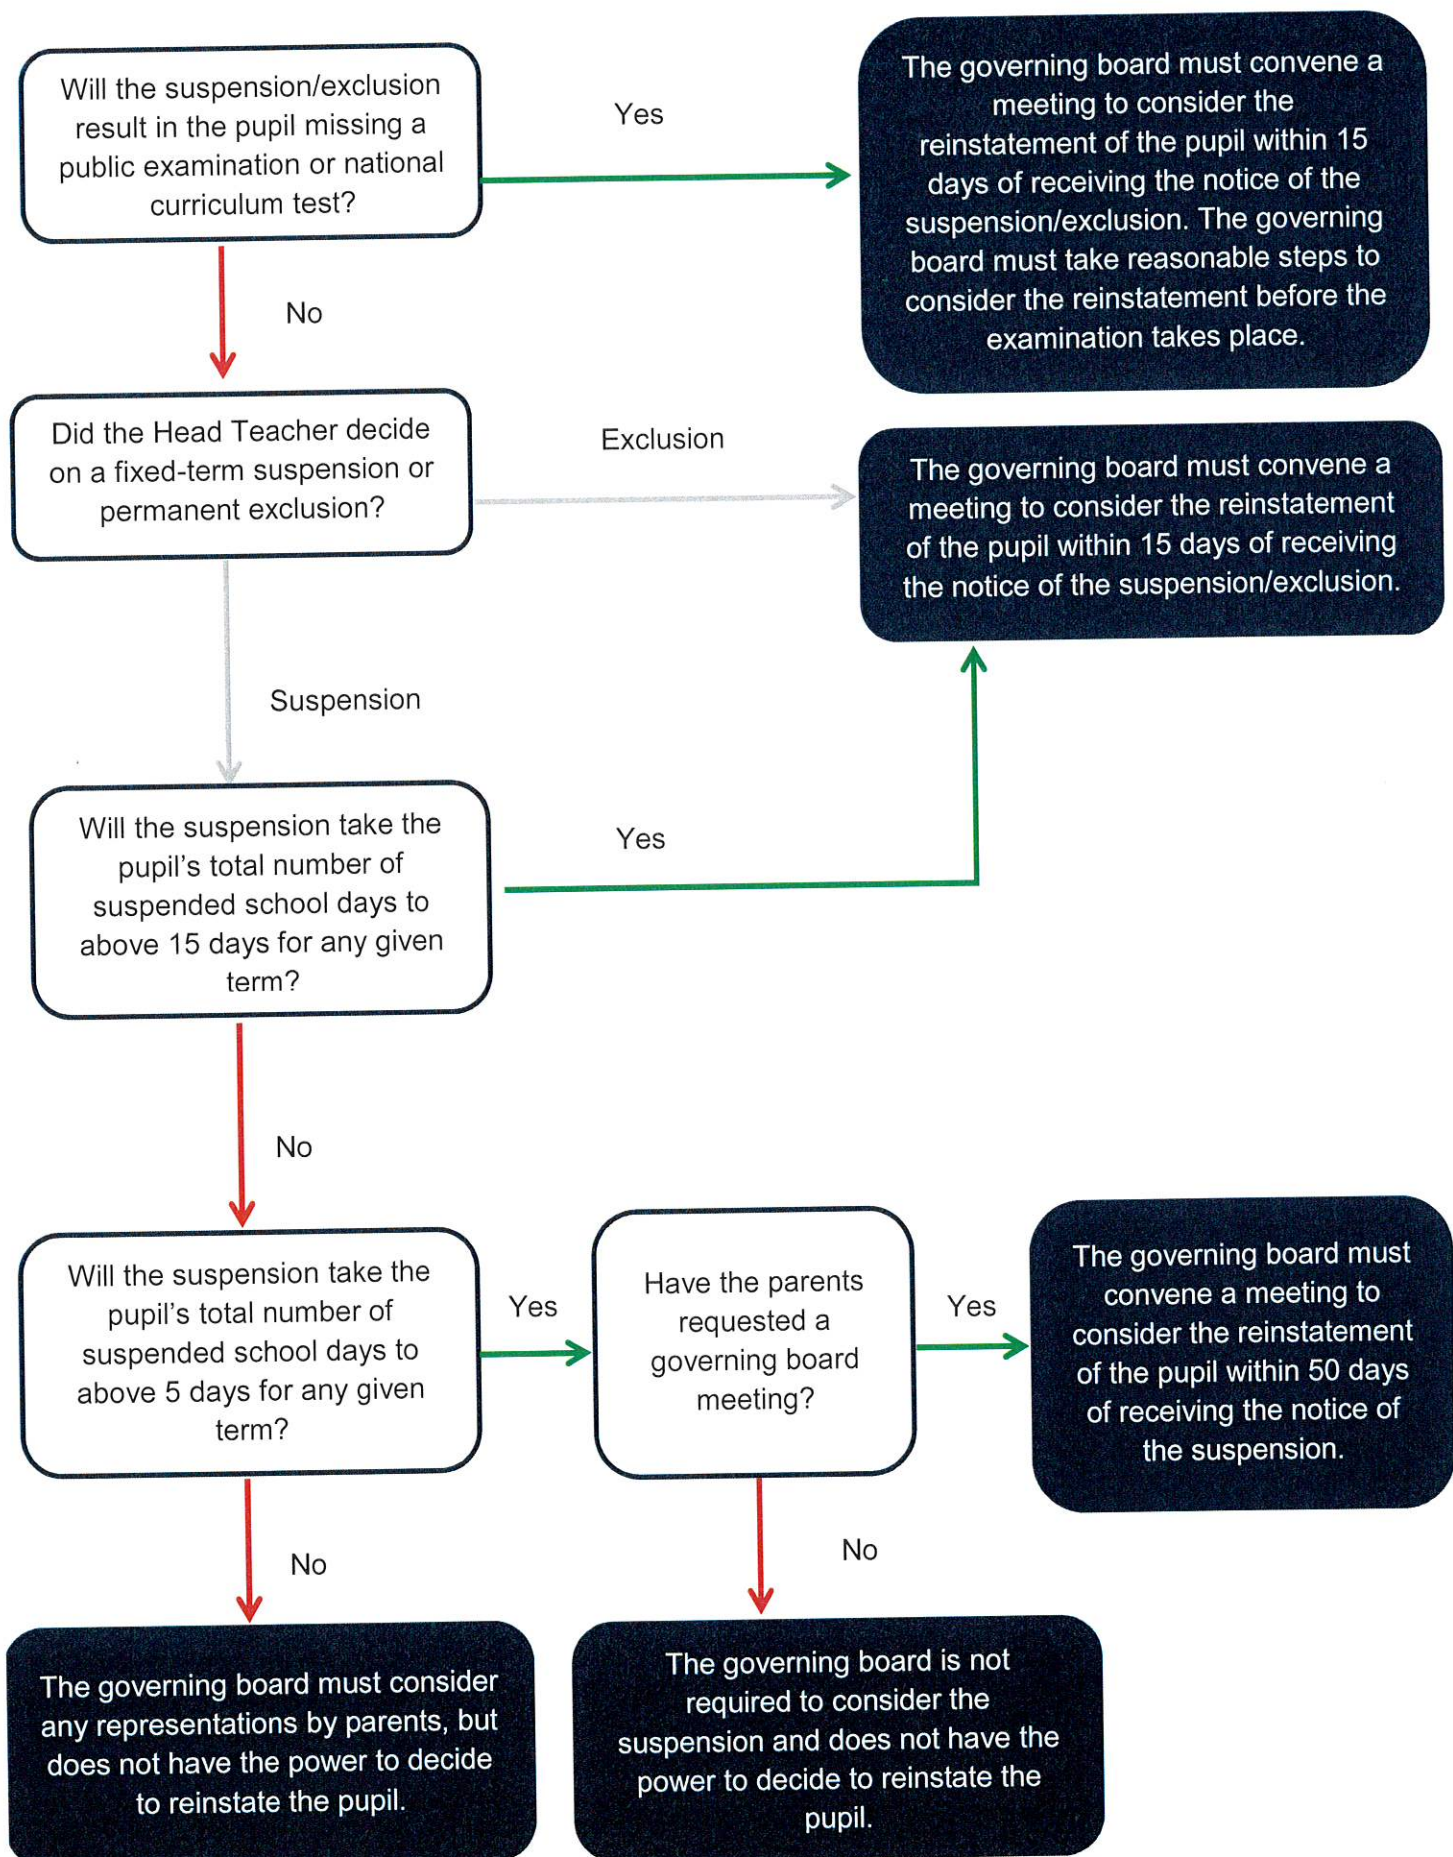 Will the suspension/exclusion
result in the pupil missing a
public examination or national
curriculum test?
Yes
The governing board must convene a
meeting to consider the
reinstatement of the pupil within 15
days of receiving the notice of the
suspension/exclusion. The governing
board must take reasonable steps to
consider the reinstatement before the
examination takes place.
No
Did the Head Teacher decide
on a fixed-term suspension or
permanent exclusion?
Exclusion
The governing board must convene a
meeting to consider the reinstatement
of the pupil within 15 days of receiving
the notice of the suspension/exclusion.
Suspension
Will the suspension take the
pupil's total number of
suspended school days to
above 15 days for any given
term?
Yes
No
Will the suspension take the
pupil's total number of
suspended school days to
above 5 days for any given
term?
Yes
Have the parents
requested a
governing board
meeting?
Yes
The governing board must
convene a meeting to
consider the reinstatement
of the pupil within 50 days
of receiving the notice of
the suspension.
No
No
The governing board must consider
any representations by parents, but
does not have the power to decide
to reinstate the pupil.
The governing board is not
required to consider the
suspension and does not have the
power to decide to reinstate the
pupil.